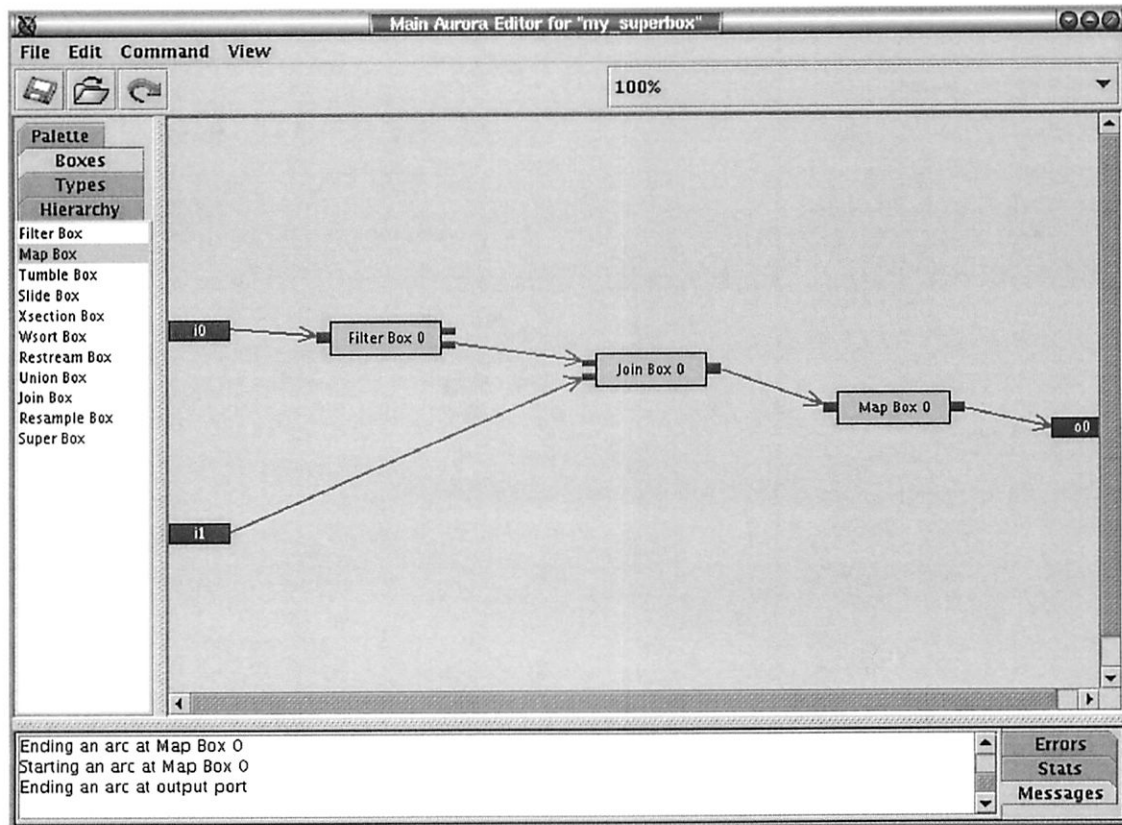 Main Aurora Editor for "my_superbox"
File Edit Command View
100%
Palette
Boxes
Types
Hierarchy
Filter Box
Map Box
Tumble Box
Slide Box
Xsection Box
Wsort Box
Restream Box
Union Box
Join Box
Resample Box
Super Box
i0
Filter Box 0
Join Box 0
Map Box 0
o0
i1
Ending an arc at Map Box 0
Starting an arc at Map Box 0
Ending an arc at output port
Errors
Stats
Messages